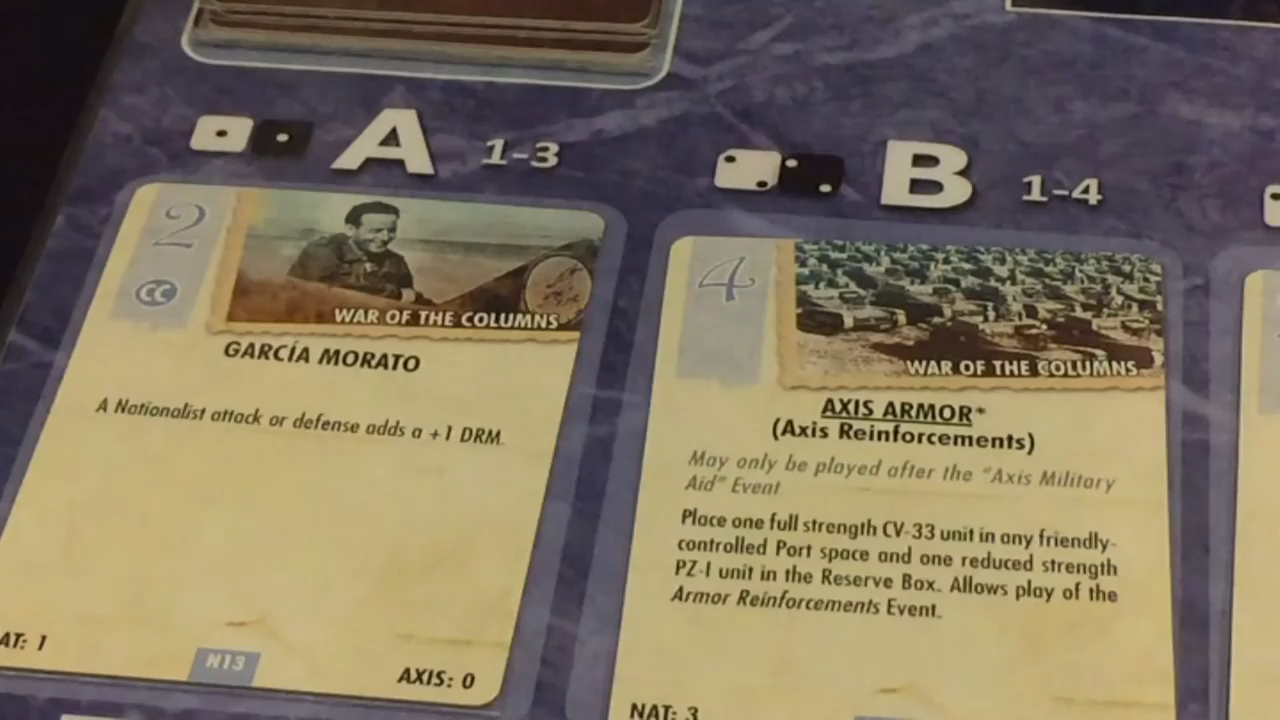 A 1-3
B 1-4
2
CC
WAR OF THE COLUMNS
GARCÍA MORATO
A Nationalist attack or defense adds a +1 DRM.
AT: 1
N13
AXIS: 0
4
WAR OF THE COLUMNS
AXIS ARMOR*
(Axis Reinforcements)
May only be played after the “Axis Military
Aid” Event
Place one full strength CV-33 unit in any friendly-
controlled Port space and one reduced strength
PZ-I unit in the Reserve Box. Allows play of the
Armor Reinforcements Event.
NAT: 3